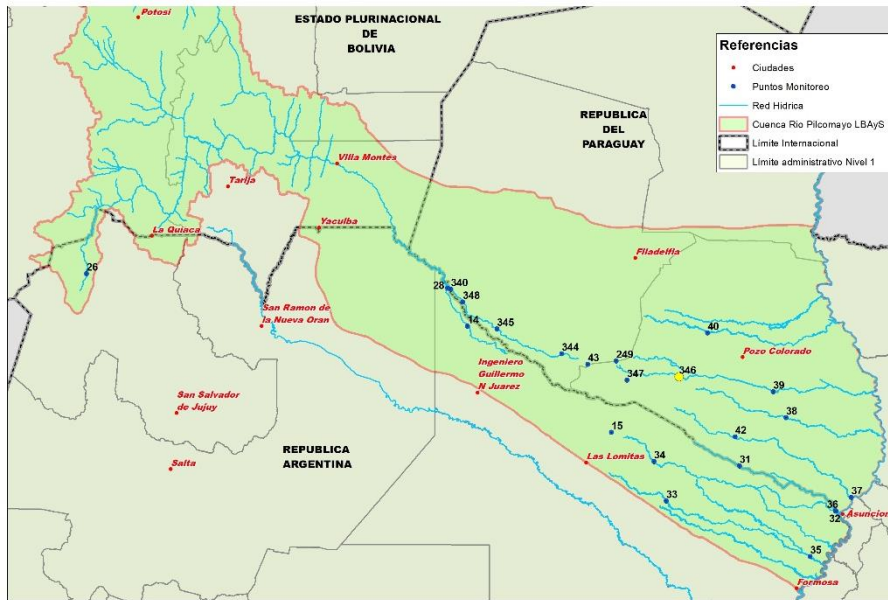 Potosi
ESTADO PLURINACIONAL
DE
BOLIVIA
Referencias
Ciudades
Puntos Monitoreo
Red Hidrica
Cuenca Rio Pilcomayo LBAyS
Límite Internacional
Límite administrativo Nivel 1
REPUBLICA
DEL
PARAGUAY
Villa Montes
Tarija
La Quiaca
Yacuiba
Filadelfia
26
28
340
348
14
345
San Ramon de
la Nueva Oran
40
344
43
249
347
346
Pozo Colorado
39
Ingeniero
Guillermo
N Juarez
38
San Salvador
de Jujuy
15
42
REPUBLICA
ARGENTINA
Las Lomitas
34
31
Salta
33
37
36
32
Asuncion
35
Formosa